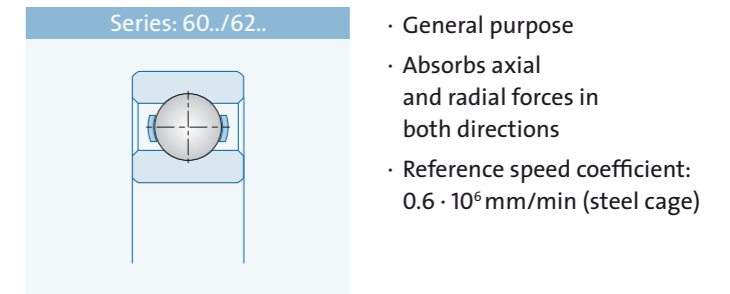 Series: 60../62..
· General purpose
· Absorbs axial
and radial forces in
both directions
· Reference speed coefficient:
0.6 · 10⁶ mm/min (steel cage)